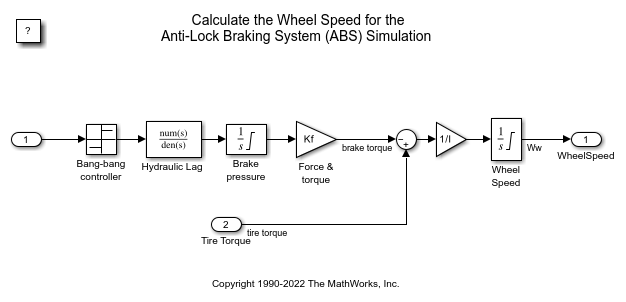 Calculate the Wheel Speed for the
Anti-Lock Braking System (ABS) Simulation
?
1
Bang-bang
controller
num(s)
den(s)
Hydraulic Lag
1
s
Brake
pressure
Kf
Force &
torque
brake torque
−
+
1/I
1
s
Wheel
Speed
Ww
1
WheelSpeed
2
Tire Torque
tire torque
Copyright 1990-2022 The MathWorks, Inc.